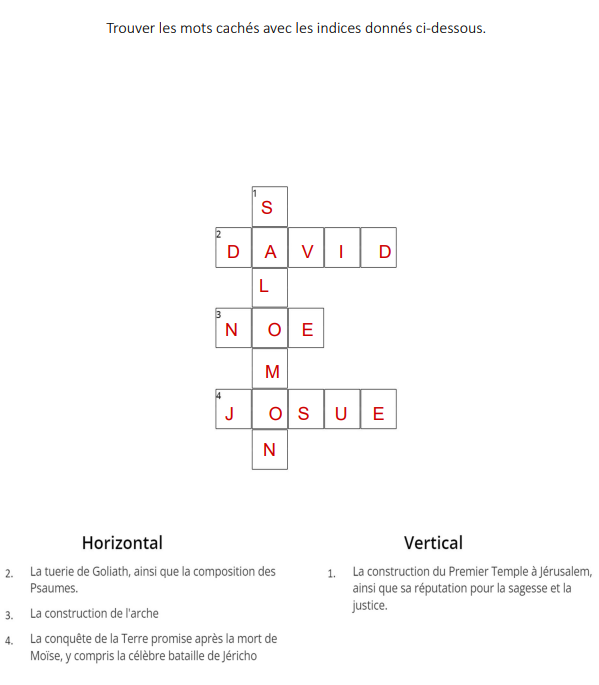 Trouver les mots cachés avec les indices donnés ci-dessous.
1
S
2
D A V I D
L
3
N O E
M
4
J O S U E
N
Horizontal
2. La tuerie de Goliath, ainsi que la composition des
Psaumes.
3. La construction de l'arche
4. La conquête de la Terre promise après la mort de
Moïse, y compris la célèbre bataille de Jéricho
Vertical
1. La construction du Premier Temple à Jérusalem,
ainsi que sa réputation pour la sagesse et la
justice.